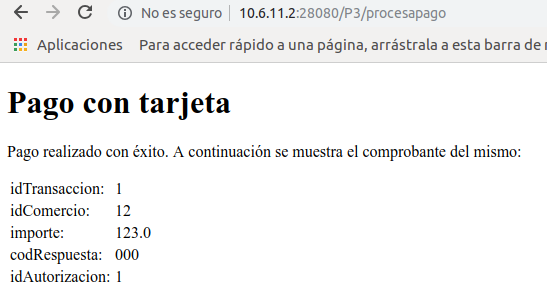 No es seguro 10.6.11.2:28080/P3/procesapago
Aplicaciones Para acceder rápido a una página, arrástrala a esta barra de
Pago con tarjeta
Pago realizado con éxito. A continuación se muestra el comprobante del mismo:
idTransaccion: 1
idComercio: 12
importe: 123.0
codRespuesta: 000
idAutorizacion: 1